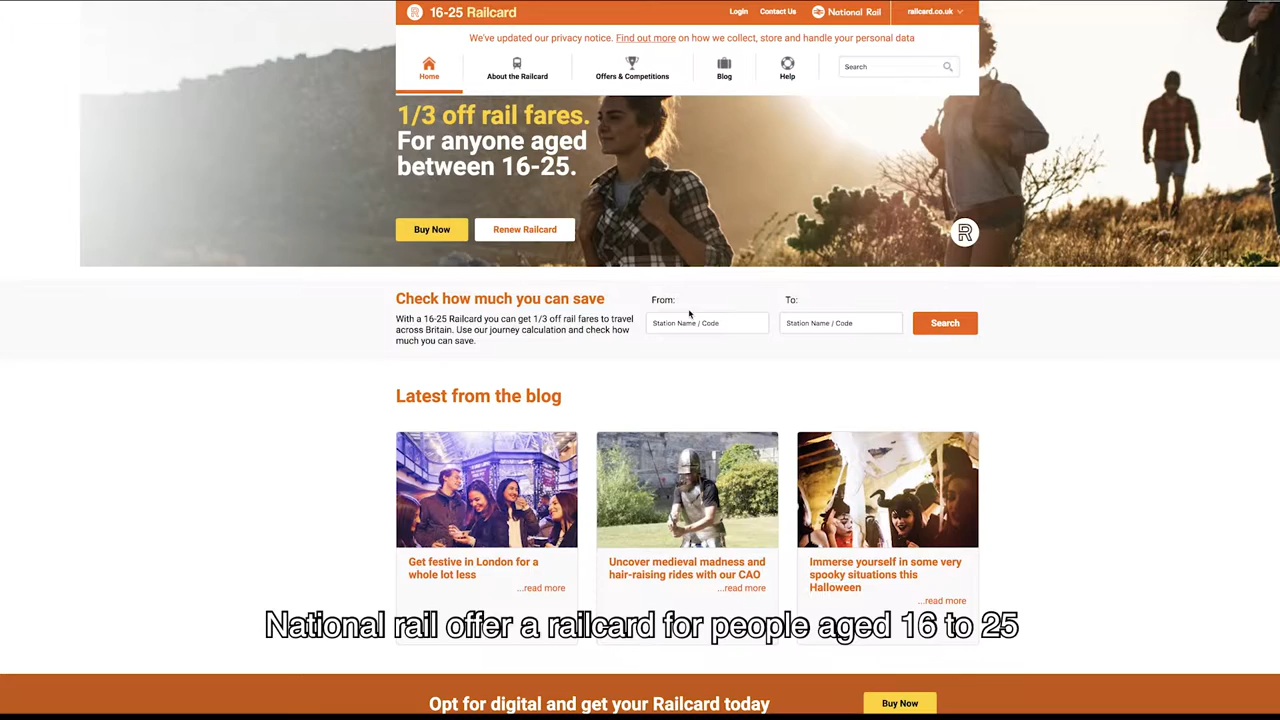 16-25 Railcard
Login
Contact Us
National Rail
railcard.co.uk
We've updated our privacy notice. Find out more on how we collect, store and handle your personal data
Home
About the Railcard
Offers & Competitions
Blog
Help
Search
1/3 off rail fares.
For anyone aged
between 16-25.
Buy Now
Renew Railcard
Check how much you can save
With a 16-25 Railcard you can get 1/3 off rail fares to travel
across Britain. Use our journey calculation and check how
much you can save.
From:
Station Name / Code
To:
Station Name / Code
Search
Latest from the blog
Get festive in London for a
whole lot less
...read more
Uncover medieval madness and
hair-raising rides with our CAO
...read more
Immerse yourself in some very
spooky situations this
Halloween
...read more
National rail offer a railcard for people aged 16 to 25
Opt for digital and get your Railcard today
Buy Now